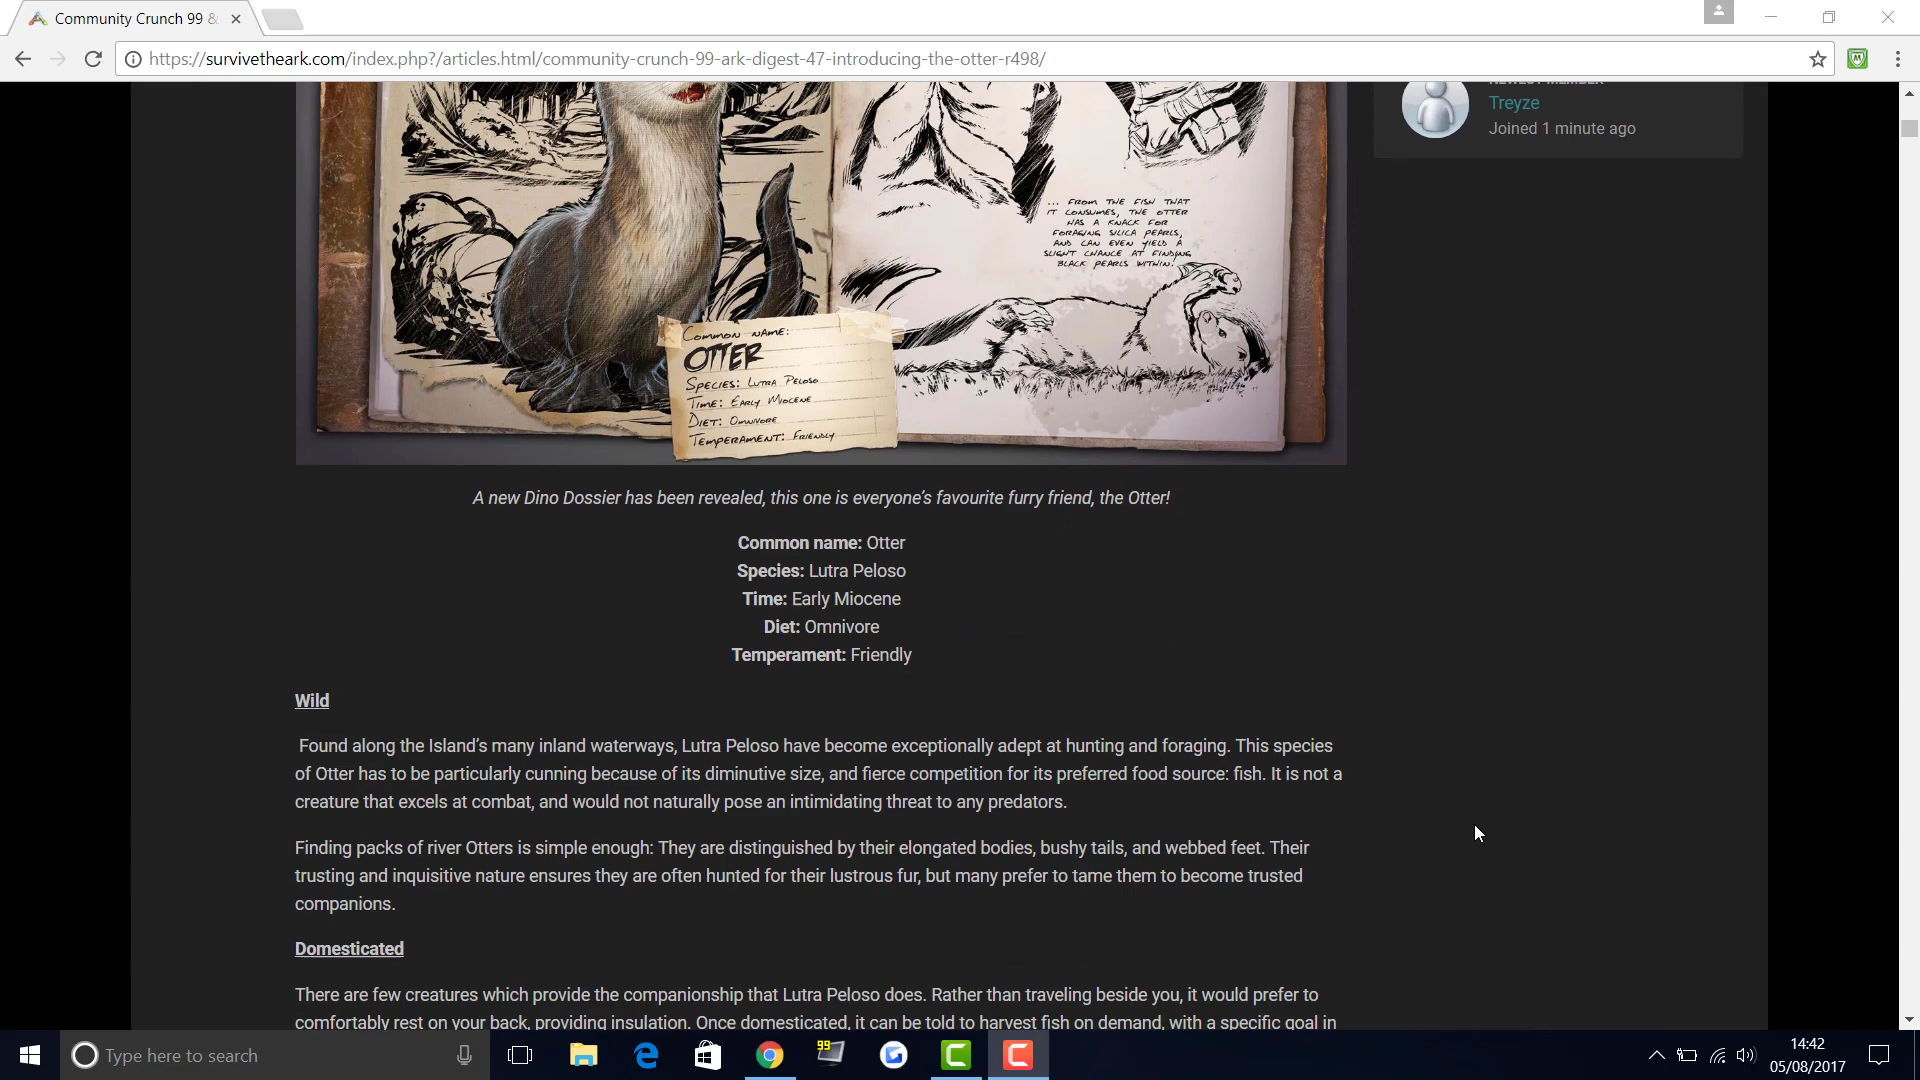 Community Crunch 99 &
https://survivetheark.com/index.php?/articles.html/community-crunch-99-ark-digest-47-introducing-the-otter-r498/
NEWEST MEMBER
Treyze
Joined 1 minute ago
... FROM THE FISH THAT
IT CONSUMES, THE OTTER
HAS A KNACK FOR
FORAGING SILICA PEARLS,
AND CAN EVEN YIELD A
SLIGHT CHANCE AT FINDING
BLACK PEARLS WITHIN!
COMMON NAME:
OTTER
SPECIES: LUTRA PELOSO
TIME: EARLY MIOCENE
DIET: OMNIVORE
TEMPERAMENT: FRIENDLY
A new Dino Dossier has been revealed, this one is everyone's favourite furry friend, the Otter!
Common name: Otter
Species: Lutra Peloso
Time: Early Miocene
Diet: Omnivore
Temperament: Friendly
Wild
Found along the Island's many inland waterways, Lutra Peloso have become exceptionally adept at hunting and foraging. This species
of Otter has to be particularly cunning because of its diminutive size, and fierce competition for its preferred food source: fish. It is not a
creature that excels at combat, and would not naturally pose an intimidating threat to any predators.
Finding packs of river Otters is simple enough: They are distinguished by their elongated bodies, bushy tails, and webbed feet. Their
trusting and inquisitive nature ensures they are often hunted for their lustrous fur, but many prefer to tame them to become trusted
companions.
Domesticated
There are few creatures which provide the companionship that Lutra Peloso does. Rather than traveling beside you, it would prefer to
comfortably rest on your back, providing insulation. Once domesticated, it can be told to harvest fish on demand, with a specific goal in
Type here to search
99
14:42
05/08/2017